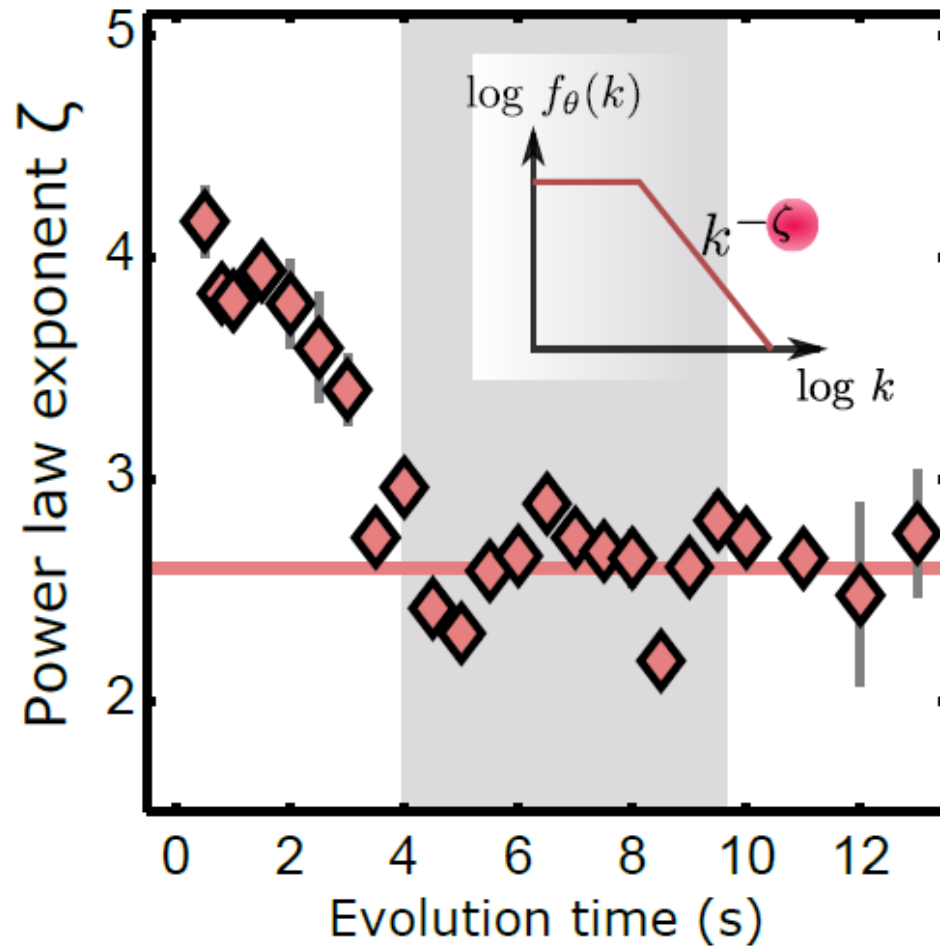 Power law exponent ζ
5
4
3
2
log f_θ(k)
k^−ζ
log k
0 2 4 6 8 10 12
Evolution time (s)